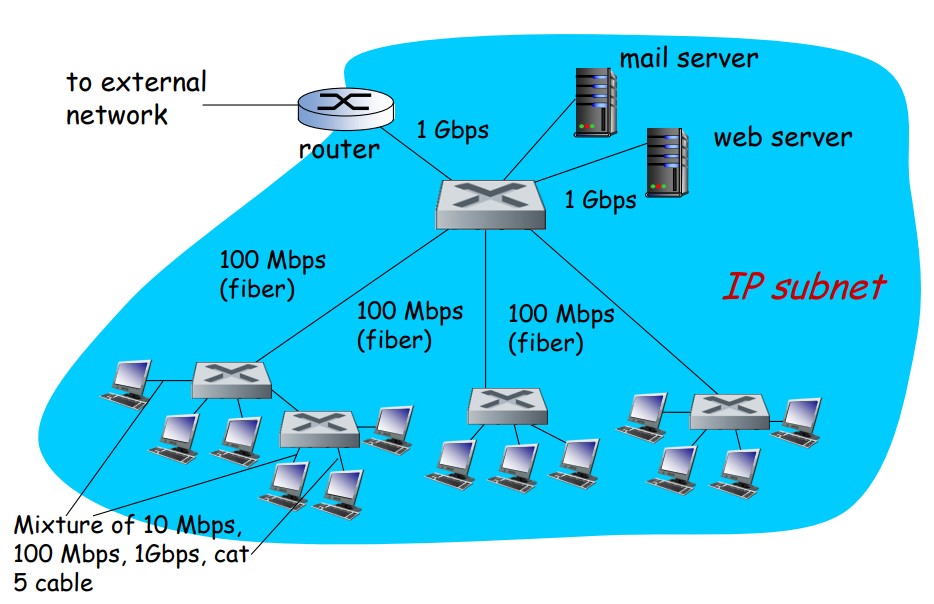 mail server
to external
network
1 Gbps
web server
router
1 Gbps
100 Mbps
(fiber)
IP subnet
100 Mbps
(fiber)
100 Mbps
(fiber)
Mixture of 10 Mbps,
100 Mbps, 1Gbps, cat
5 cable